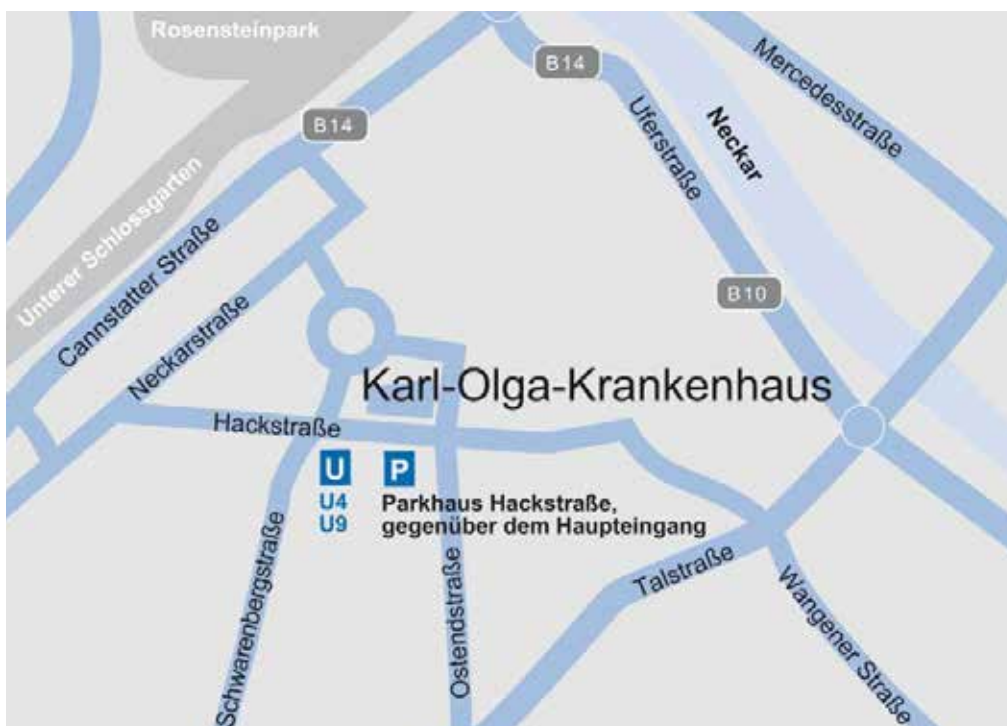 Rosensteinpark
B14
B14
Mercedesstraße
Uferstraße
Neckar
Unterer Schlossgarten
Cannstatter Straße
B10
Neckarstraße
Karl-Olga-Krankenhaus
Hackstraße
U
P
U4
U9
Parkhaus Hackstraße,
gegenüber dem Haupteingang
Schwarenbergstraße
Ostendstraße
Talstraße
Wangener Straße